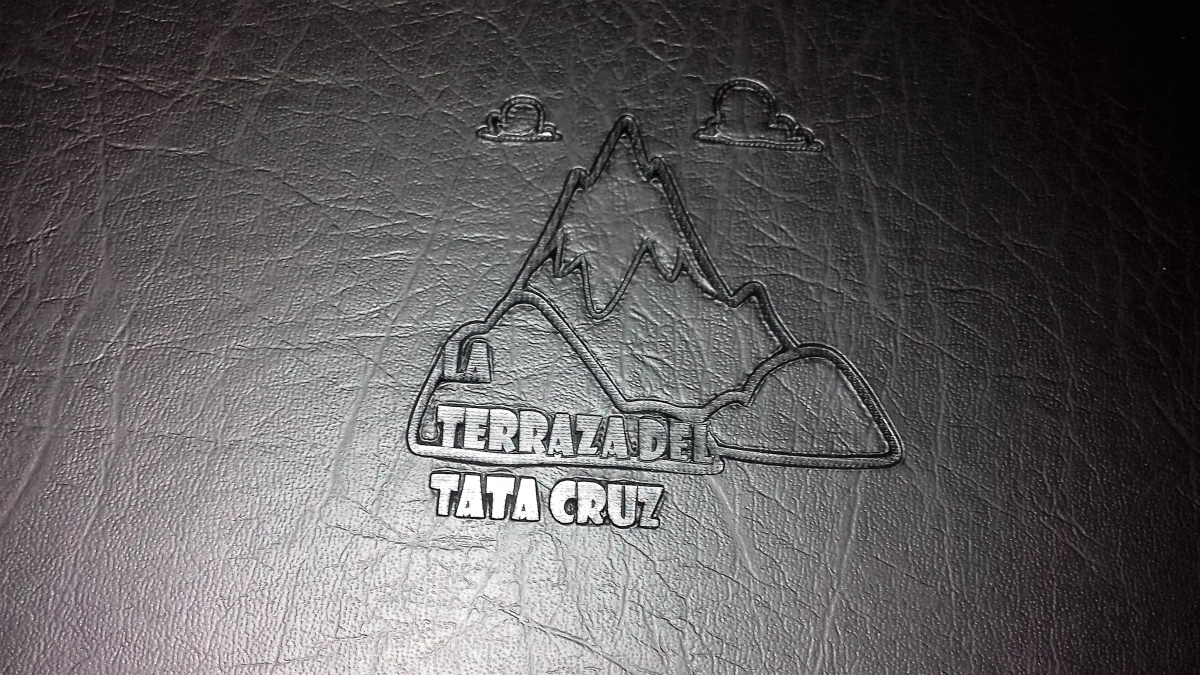 LA
TERRAZA DEL
TATA CRUZ